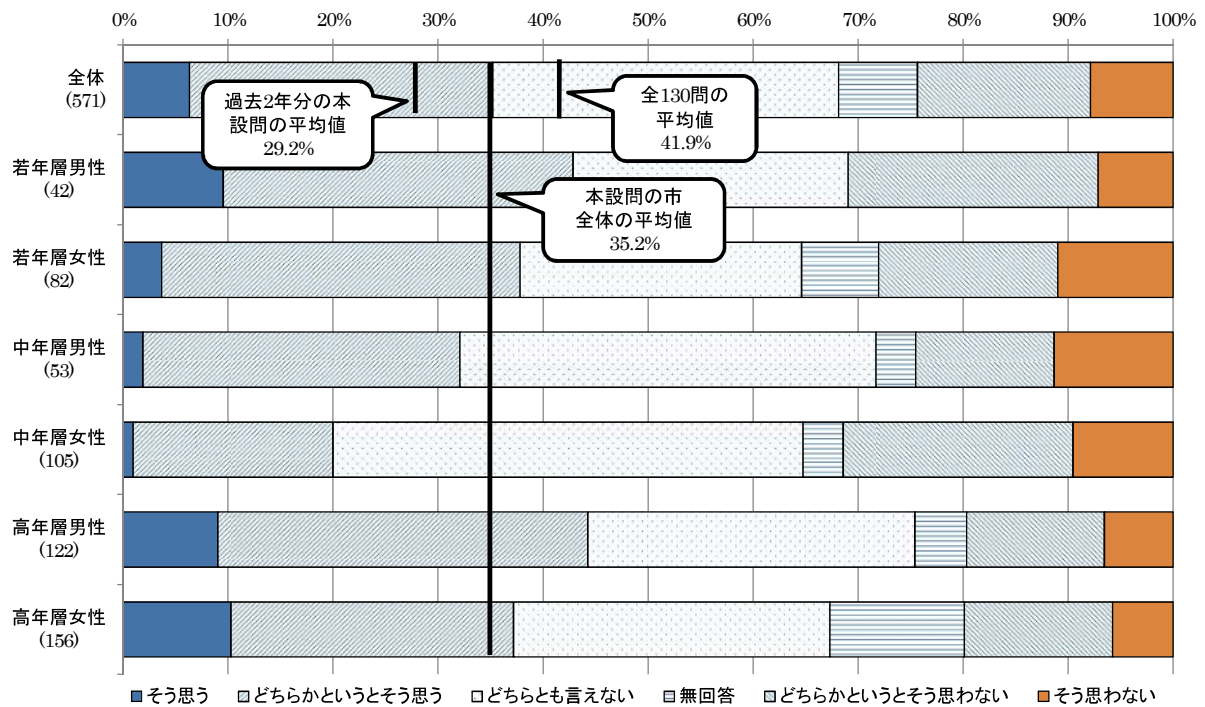 0% 10% 20% 30% 40% 50% 60% 70% 80% 90% 100%
全体
(571)
過去2年分の本
設問の平均値
29.2%
全130問の
平均値
41.9%
若年層男性
(42)
本設問の市
全体の平均値
35.2%
若年層女性
(82)
中年層男性
(53)
中年層女性
(105)
高年層男性
(122)
高年層女性
(156)
そう思う どちらかというとそう思う どちらとも言えない 無回答 どちらかというとそう思わない そう思わない